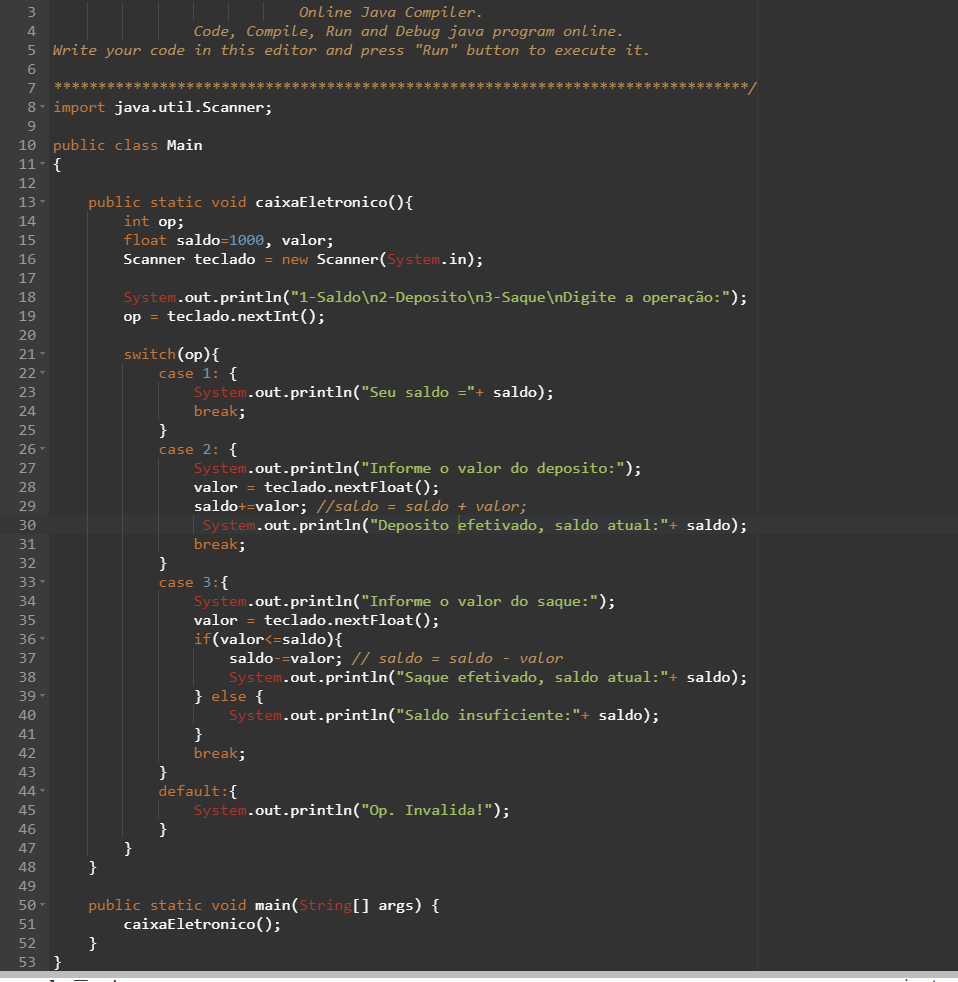 3 Online Java Compiler.
4 Code, Compile, Run and Debug java program online.
5 Write your code in this editor and press "Run" button to execute it.
6
7 *******************************************************************************/
8 import java.util.Scanner;
9
10 public class Main
11 {
12
13 public static void caixaEletronico(){
14 int op;
15 float saldo=1000, valor;
16 Scanner teclado = new Scanner(System.in);
17
18 System.out.println("1-Saldo\n2-Deposito\n3-Saque\nDigite a operação:");
19 op = teclado.nextInt();
20
21 switch(op){
22 case 1: {
23 System.out.println("Seu saldo ="+ saldo);
24 break;
25 }
26 case 2: {
27 System.out.println("Informe o valor do deposito:");
28 valor = teclado.nextFloat();
29 saldo+=valor; //saldo = saldo + valor;
30 System.out.println("Deposito efetivado, saldo atual:"+ saldo);
31 break;
32 }
33 case 3:{
34 System.out.println("Informe o valor do saque:");
35 valor = teclado.nextFloat();
36 if(valor<=saldo){
37 saldo-=valor; // saldo = saldo - valor
38 System.out.println("Saque efetivado, saldo atual:"+ saldo);
39 } else {
40 System.out.println("Saldo insuficiente:"+ saldo);
41 }
42 break;
43 }
44 default:{
45 System.out.println("Op. Invalida!");
46 }
47 }
48 }
49
50 public static void main(String[] args) {
51 caixaEletronico();
52 }
53 }